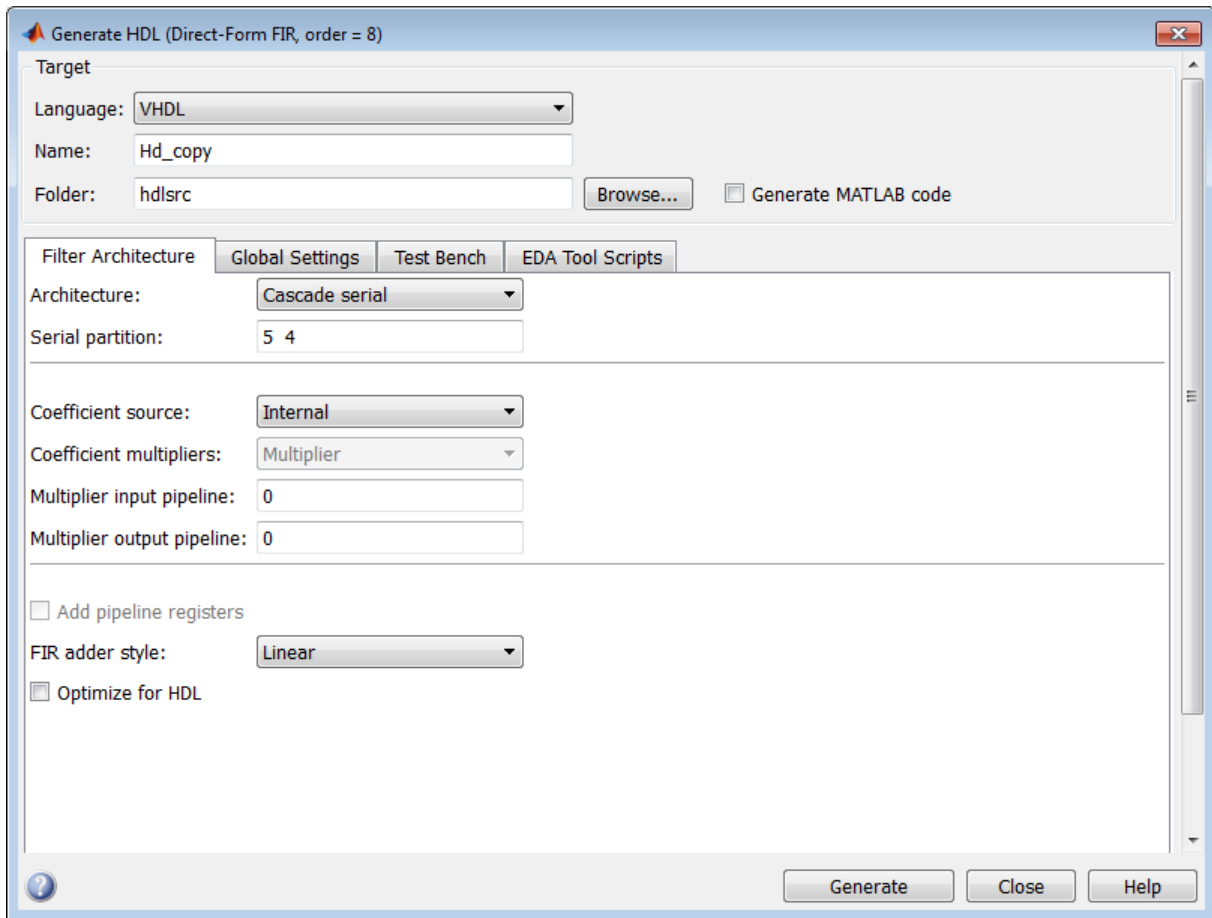 Generate HDL (Direct-Form FIR, order = 8)
Target
Language: VHDL
Name: Hd_copy
Folder: hdlsrc Browse... Generate MATLAB code
Filter Architecture Global Settings Test Bench EDA Tool Scripts
Architecture: Cascade serial
Serial partition: 5 4
Coefficient source: Internal
Coefficient multipliers: Multiplier
Multiplier input pipeline: 0
Multiplier output pipeline: 0
Add pipeline registers
FIR adder style: Linear
Optimize for HDL
? Generate Close Help